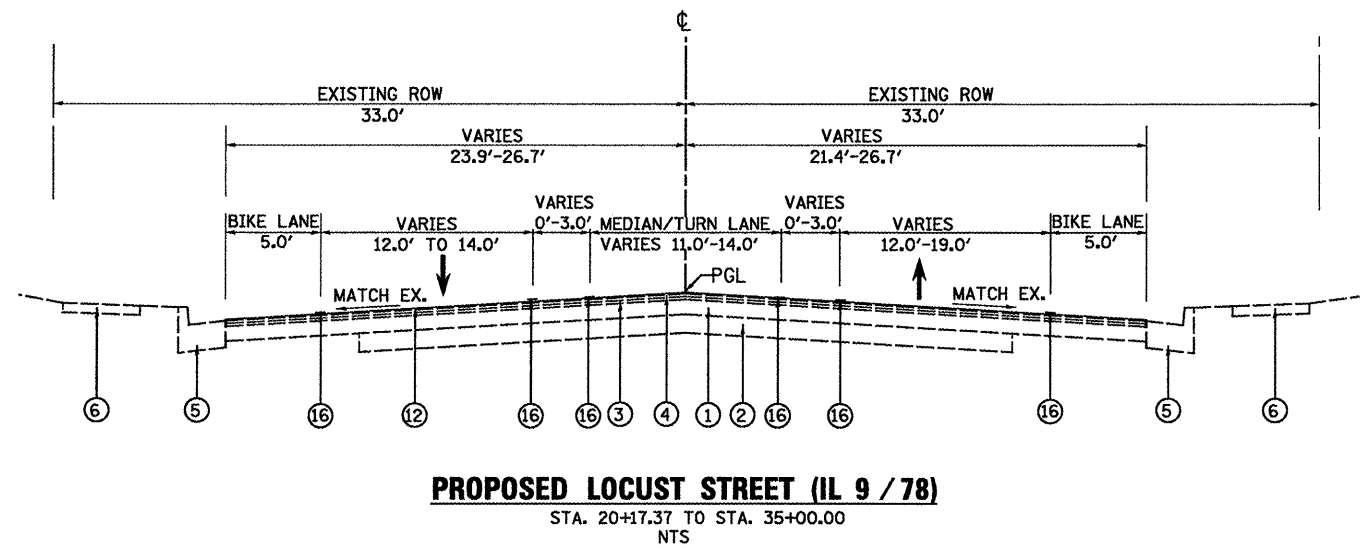 ℄
EXISTING ROW
33.0'
EXISTING ROW
33.0'
VARIES
23.9'-26.7'
VARIES
21.4'-26.7'
BIKE LANE
5.0'
VARIES
12.0' TO 14.0'
VARIES
0'-3.0'
MEDIAN/TURN LANE
VARIES 11.0'-14.0'
VARIES
0'-3.0'
VARIES
12.0'-19.0'
BIKE LANE
5.0'
PGL
MATCH EX.
MATCH EX.
6
5
16
12
16
16
3
4
1
2
16
16
16
5
6
PROPOSED LOCUST STREET (IL 9 / 78)
STA. 20+17.37 TO STA. 35+00.00
NTS